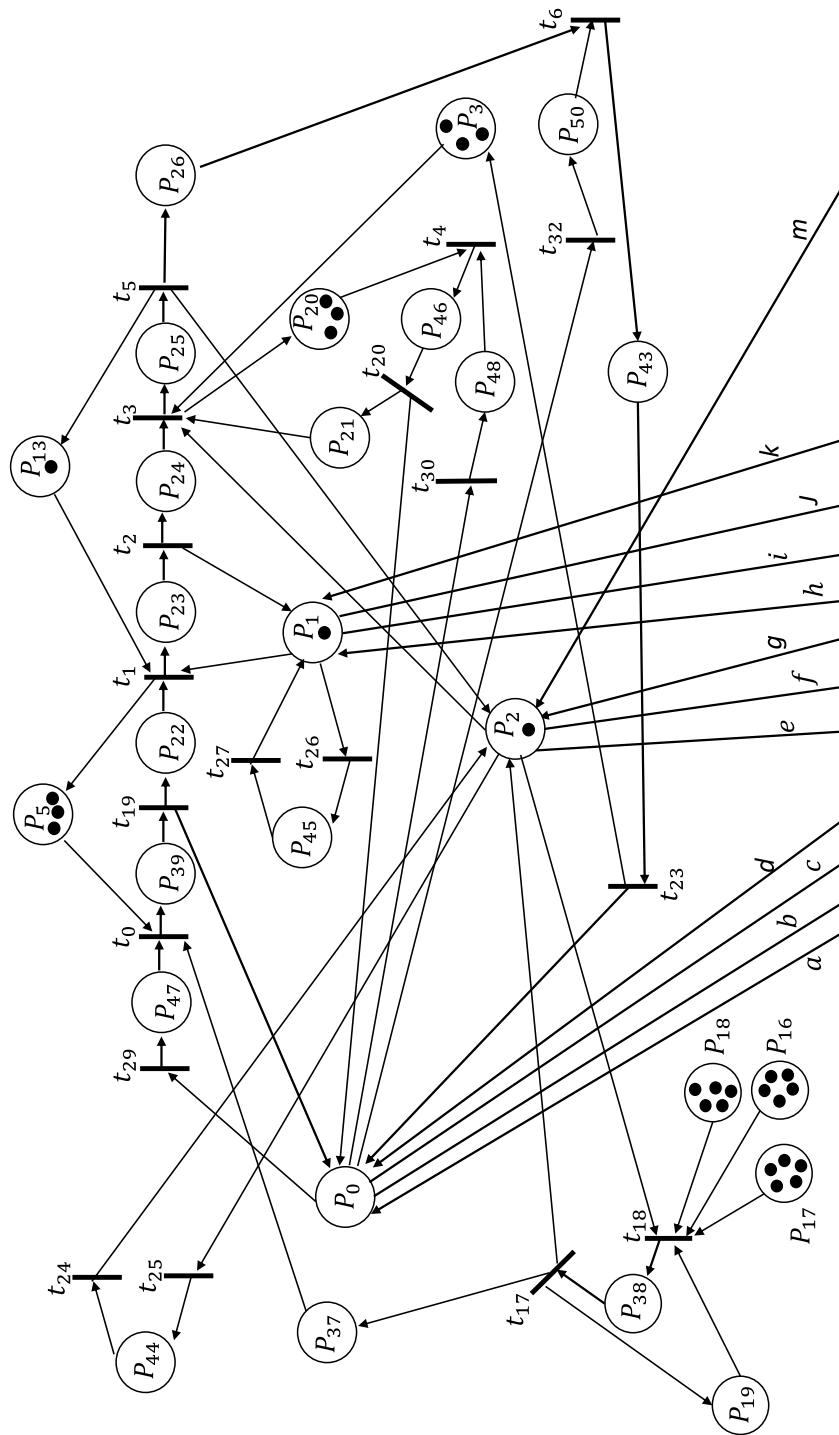 P₅
P₁₃
t₂₄
t₂₉
t₀
t₁₉
t₁
t₂
t₃
t₅
P₄₄
t₂₅
P₄₇
P₃₉
P₂₂
P₂₃
P₂₄
P₂₅
P₂₆
t₂₇
P₄₅
t₂₆
P₁
P₂₀
P₃₇
P₀
P₂₁
t₂₀
t₃₀
P₄₆
t₄
P₃
P₄₈
P₂
t₁₇
t₃₂
t₆
P₅₀
P₃₈
t₁₈
P₄₃
t₂₃
P₁₈
P₁₉
P₁₆
P₁₇
a
b
c
d
e
f
g
h
i
J
k
m